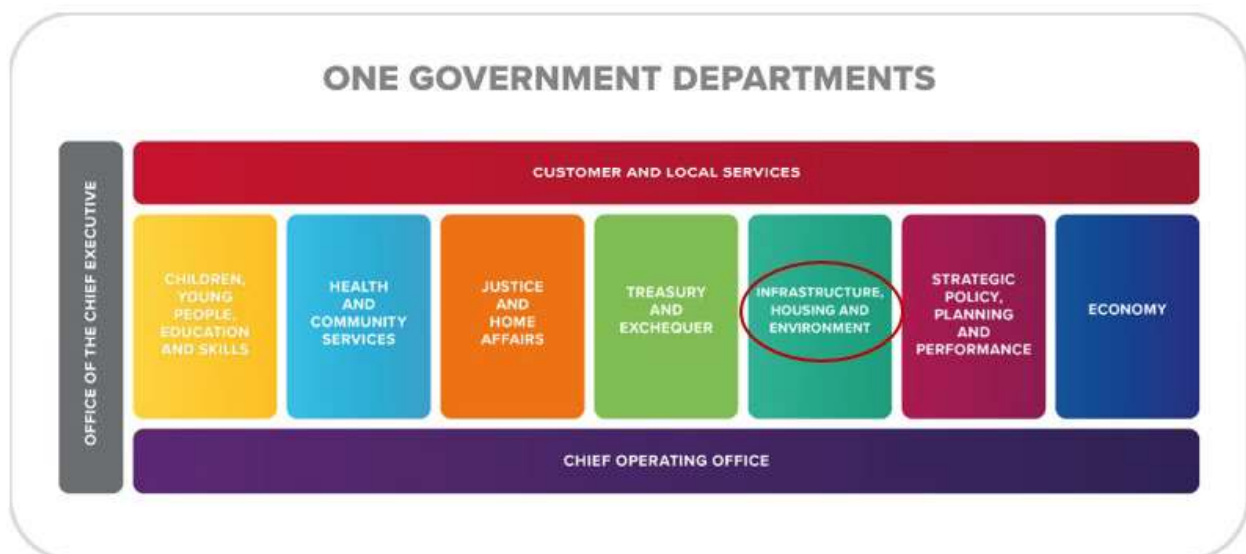 ONE GOVERNMENT DEPARTMENTS
OFFICE OF THE CHIEF EXECUTIVE
CUSTOMER AND LOCAL SERVICES
CHILDREN,
YOUNG
PEOPLE,
EDUCATION
AND SKILLS
HEALTH
AND
COMMUNITY
SERVICES
JUSTICE
AND
HOME
AFFAIRS
TREASURY
AND
EXCHEQUER
INFRASTRUCTURE,
HOUSING AND
ENVIRONMENT
STRATEGIC
POLICY,
PLANNING
AND
PERFORMANCE
ECONOMY
CHIEF OPERATING OFFICE